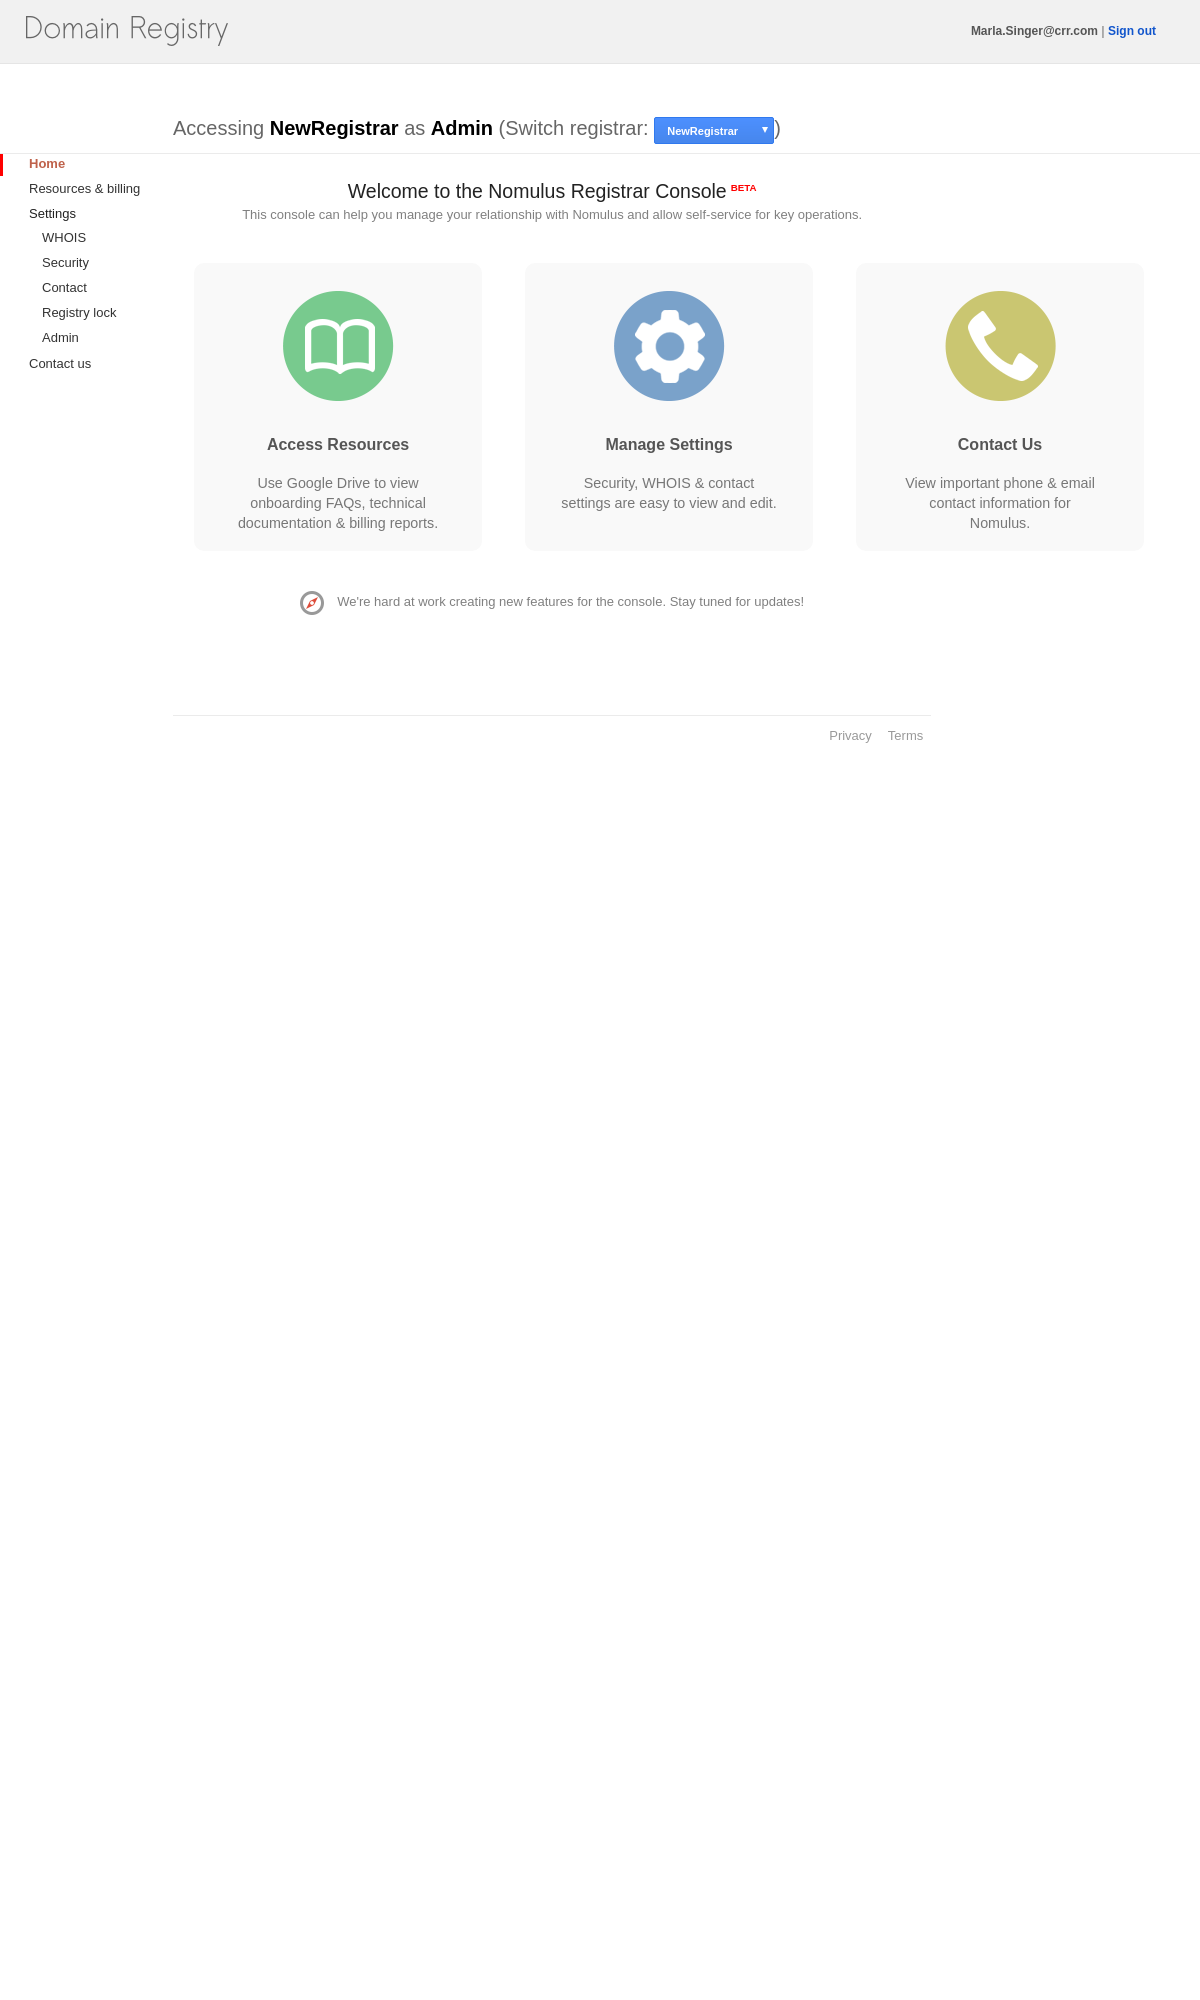 Domain Registry
Marla.Singer@crr.com | Sign out
Accessing NewRegistrar as Admin (Switch registrar: NewRegistrar ▼)
Home
Resources & billing
Settings
WHOIS
Security
Contact
Registry lock
Admin
Contact us
Welcome to the Nomulus Registrar Console BETA
This console can help you manage your relationship with Nomulus and allow self-service for key operations.
Access Resources
Use Google Drive to view
onboarding FAQs, technical
documentation & billing reports.
Manage Settings
Security, WHOIS & contact
settings are easy to view and edit.
Contact Us
View important phone & email
contact information for
Nomulus.
We're hard at work creating new features for the console. Stay tuned for updates!
Privacy Terms